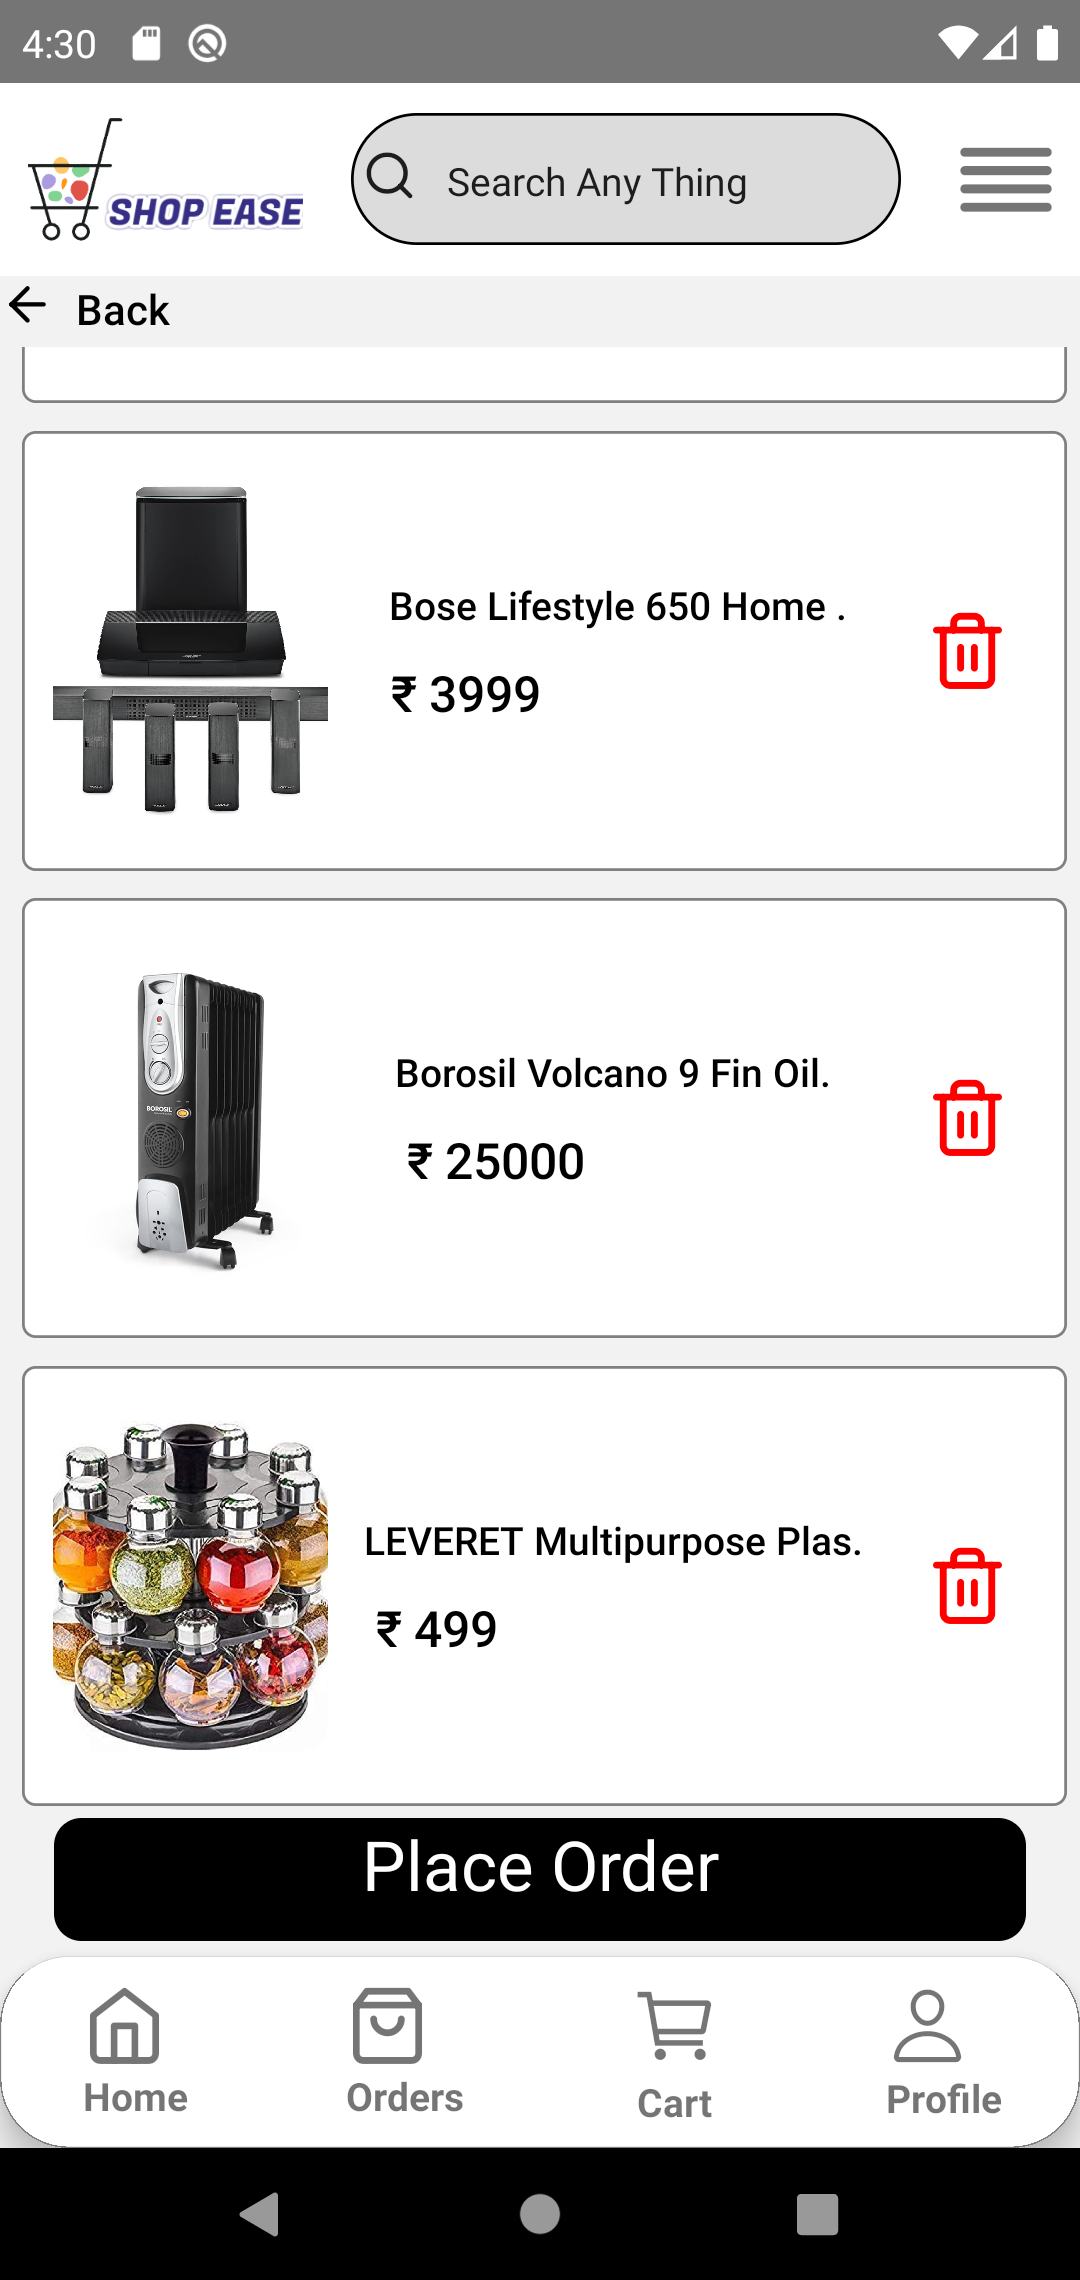 4:30
SHOP EASE
Search Any Thing
Back
Bose Lifestyle 650 Home .
₹ 3999
BOROSIL
Borosil Volcano 9 Fin Oil.
₹ 25000
LEVERET Multipurpose Plas.
₹ 499
Place Order
Home
Orders
Cart
Profile